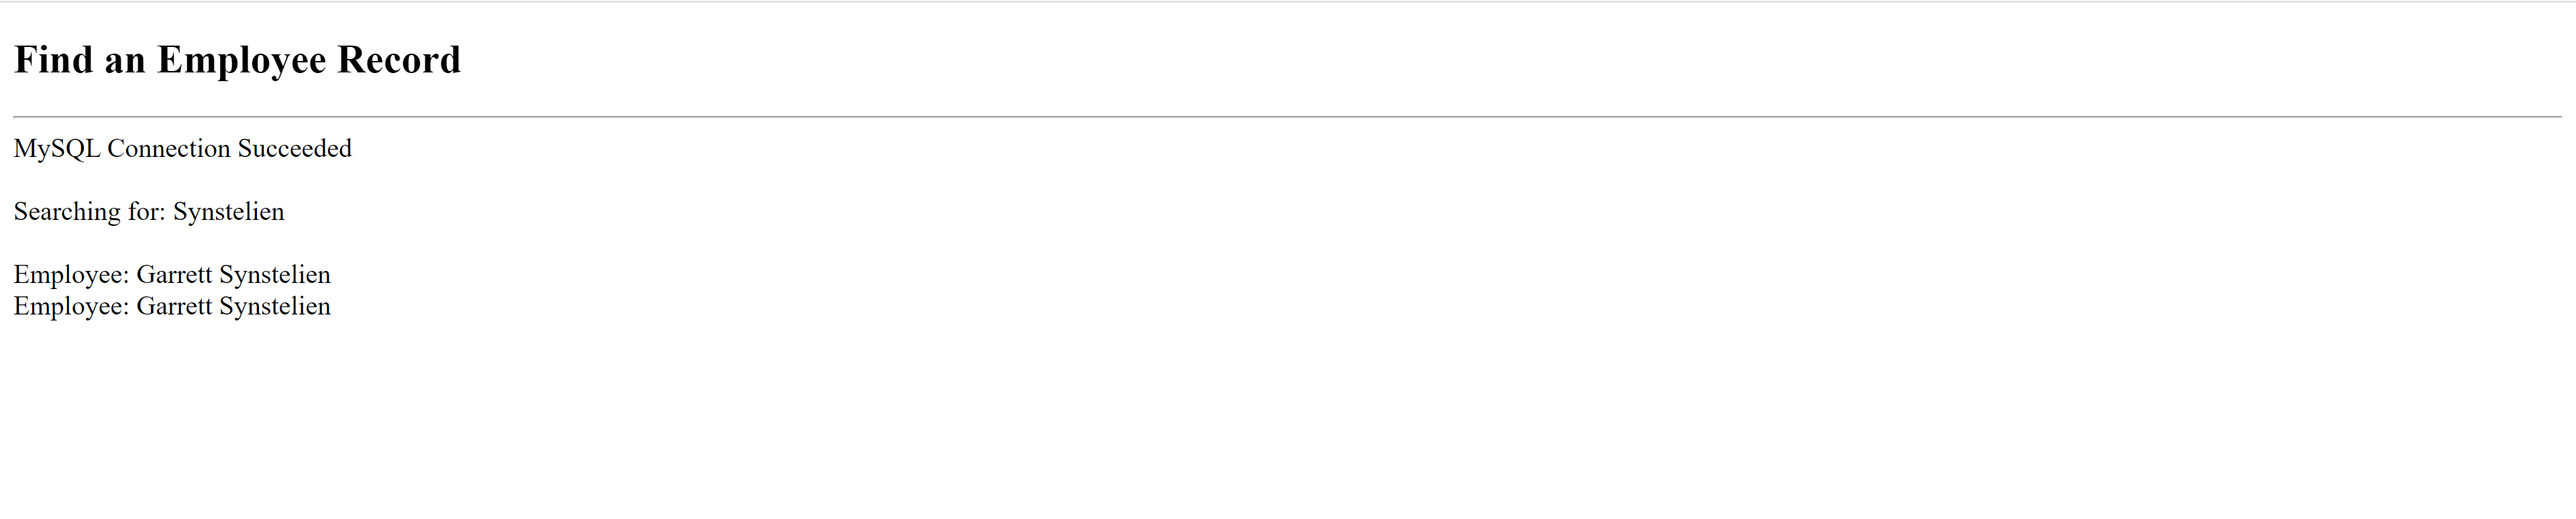 Find an Employee Record
MySQL Connection Succeeded
Searching for: Synstelien
Employee: Garrett Synstelien
Employee: Garrett Synstelien